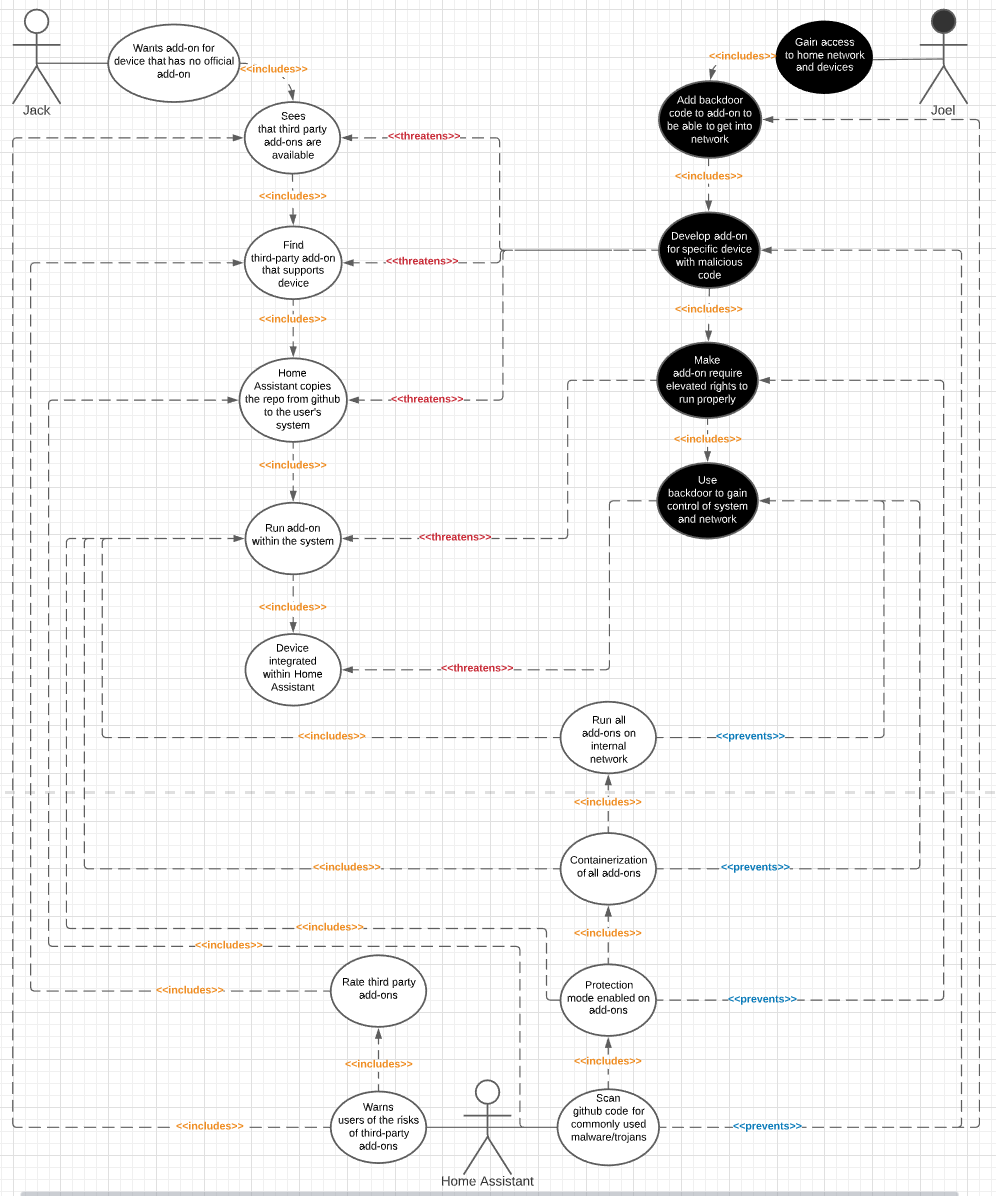 Wants add-on for
device that has no official
add-on
Jack
<<includes>>
Gain access
to home network
and devices
Joel
<<includes>>
Sees
that third party
add-ons are
available
<<threatens>>
Add backdoor
code to add-on to
be able to get into
network
<<includes>>
<<includes>>
Find
third-party add-on
that supports
device
<<threatens>>
Develop add-on
for specific device
with malicious
code
<<includes>>
<<includes>>
Home
Assistant copies
the repo from github
to the user's
system
<<threatens>>
Make
add-on require
elevated rights to
run properly
<<includes>>
<<includes>>
Use
backdoor to gain
control of system
and network
Run add-on
within the system
<<threatens>>
<<includes>>
Device
integrated
within Home
Assistant
<<threatens>>
Run all
add-ons on
internal
network
<<includes>>
<<prevents>>
<<includes>>
Containerization
of all add-ons
<<includes>>
<<prevents>>
<<includes>>
<<includes>>
<<includes>>
Rate third party
add-ons
<<includes>>
Protection
mode enabled on
add-ons
<<prevents>>
<<includes>>
<<includes>>
Warns
users of the risks
of third-party
add-ons
<<includes>>
Scan
github code for
commonly used
malware/trojans
<<prevents>>
Home Assistant